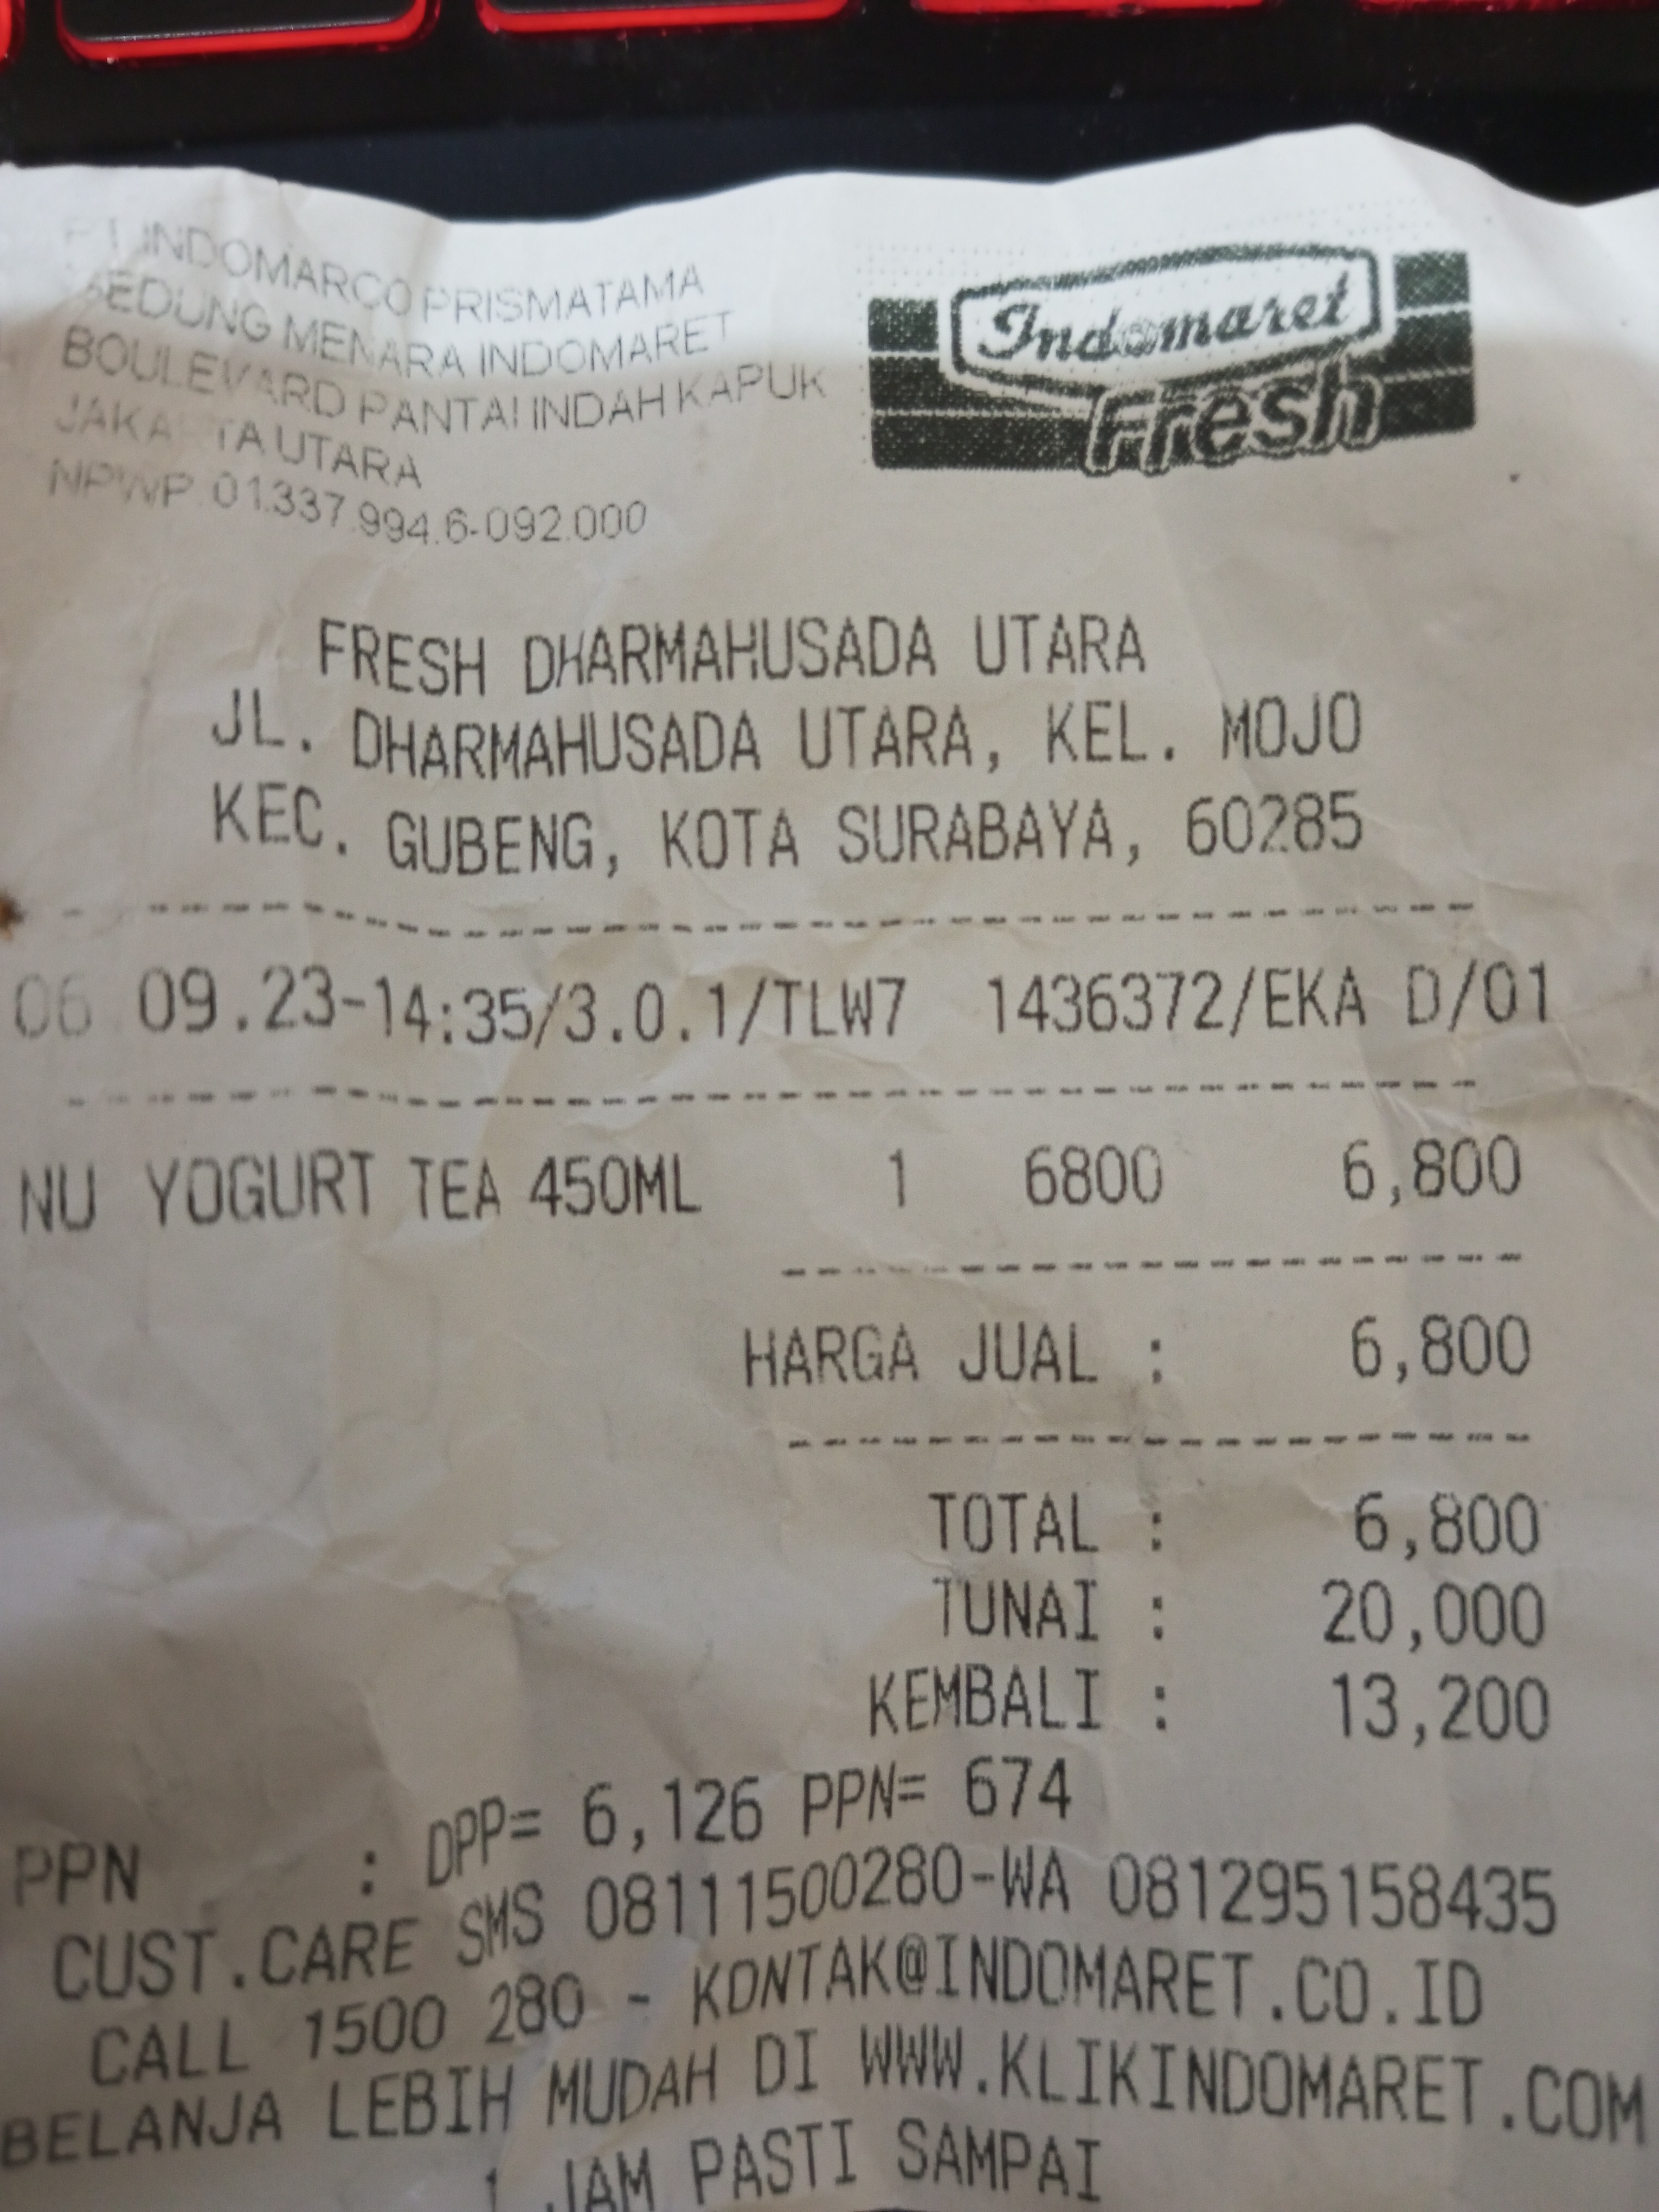 PT INDOMARCO PRISMATAMA
GEDUNG MENARA INDOMARET
BOULEVARD PANTAI INDAH KAPUK
JAKARTA UTARA
NPWP 01.337.994.6-092.000
Indomaret
Fresh
FRESH DHARMAHUSADA UTARA
JL. DHARMAHUSADA UTARA, KEL. MOJO
KEC. GUBENG, KOTA SURABAYA, 60285
06 09.23-14:35/3.0.1/TLW7 1436372/EKA D/01
NU YOGURT TEA 450ML 1 6800 6,800
HARGA JUAL : 6,800
TOTAL : 6,800
TUNAI : 20,000
KEMBALI : 13,200
PPN : DPP= 6,126 PPN= 674
CUST.CARE SMS 08111500280-WA 081295158435
CALL 1500 280 - KONTAK@INDOMARET.CO.ID
BELANJA LEBIH MUDAH DI WWW.KLIKINDOMARET.COM
1 JAM PASTI SAMPAI